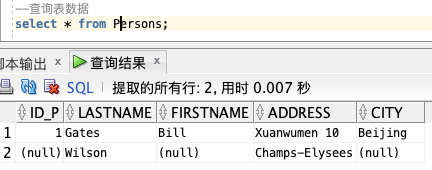 --查询表数据
select * from Persons;
脚本输出 × 查询结果 ×
SQL | 提取的所有行: 2, 用时 0.007 秒
ID_P LASTNAME FIRSTNAME ADDRESS CITY
1 1 Gates Bill Xuanwumen 10 Beijing
2 (null) Wilson (null) Champs-Elysees (null)